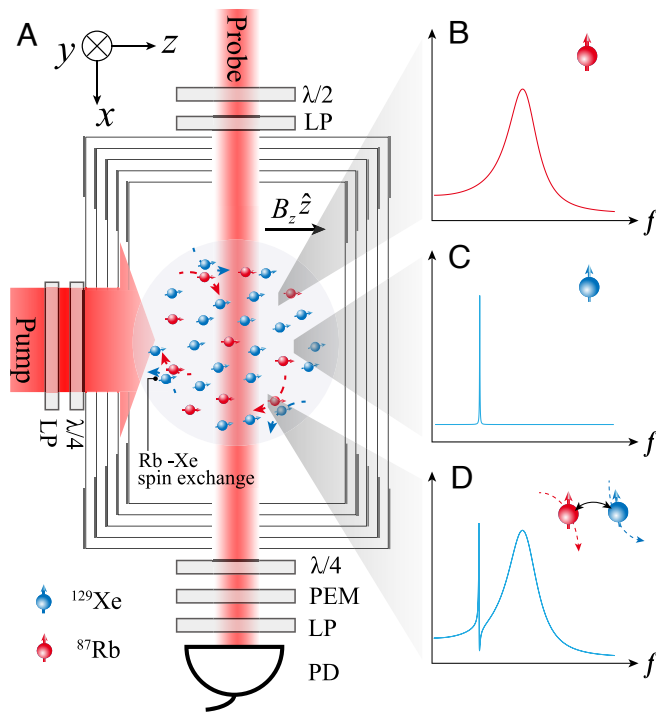 A
y
z
x
Probe
λ/2
LP
B_z ẑ
Pump
LP
λ/4
Rb -Xe
spin exchange
λ/4
PEM
LP
PD
¹²⁹Xe
⁸⁷Rb
B
f
C
f
D
f